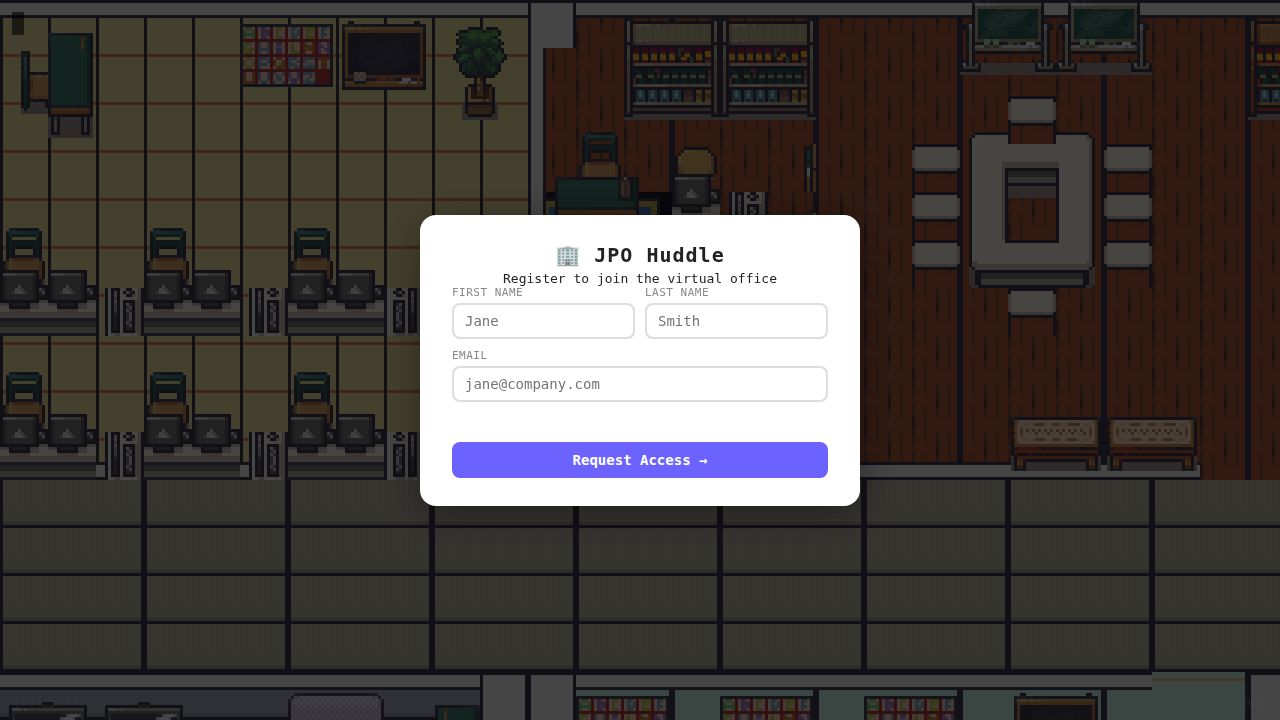 🏢 JPO Huddle
Register to join the virtual office
FIRST NAME LAST NAME
Jane Smith
EMAIL
jane@company.com
Request Access →